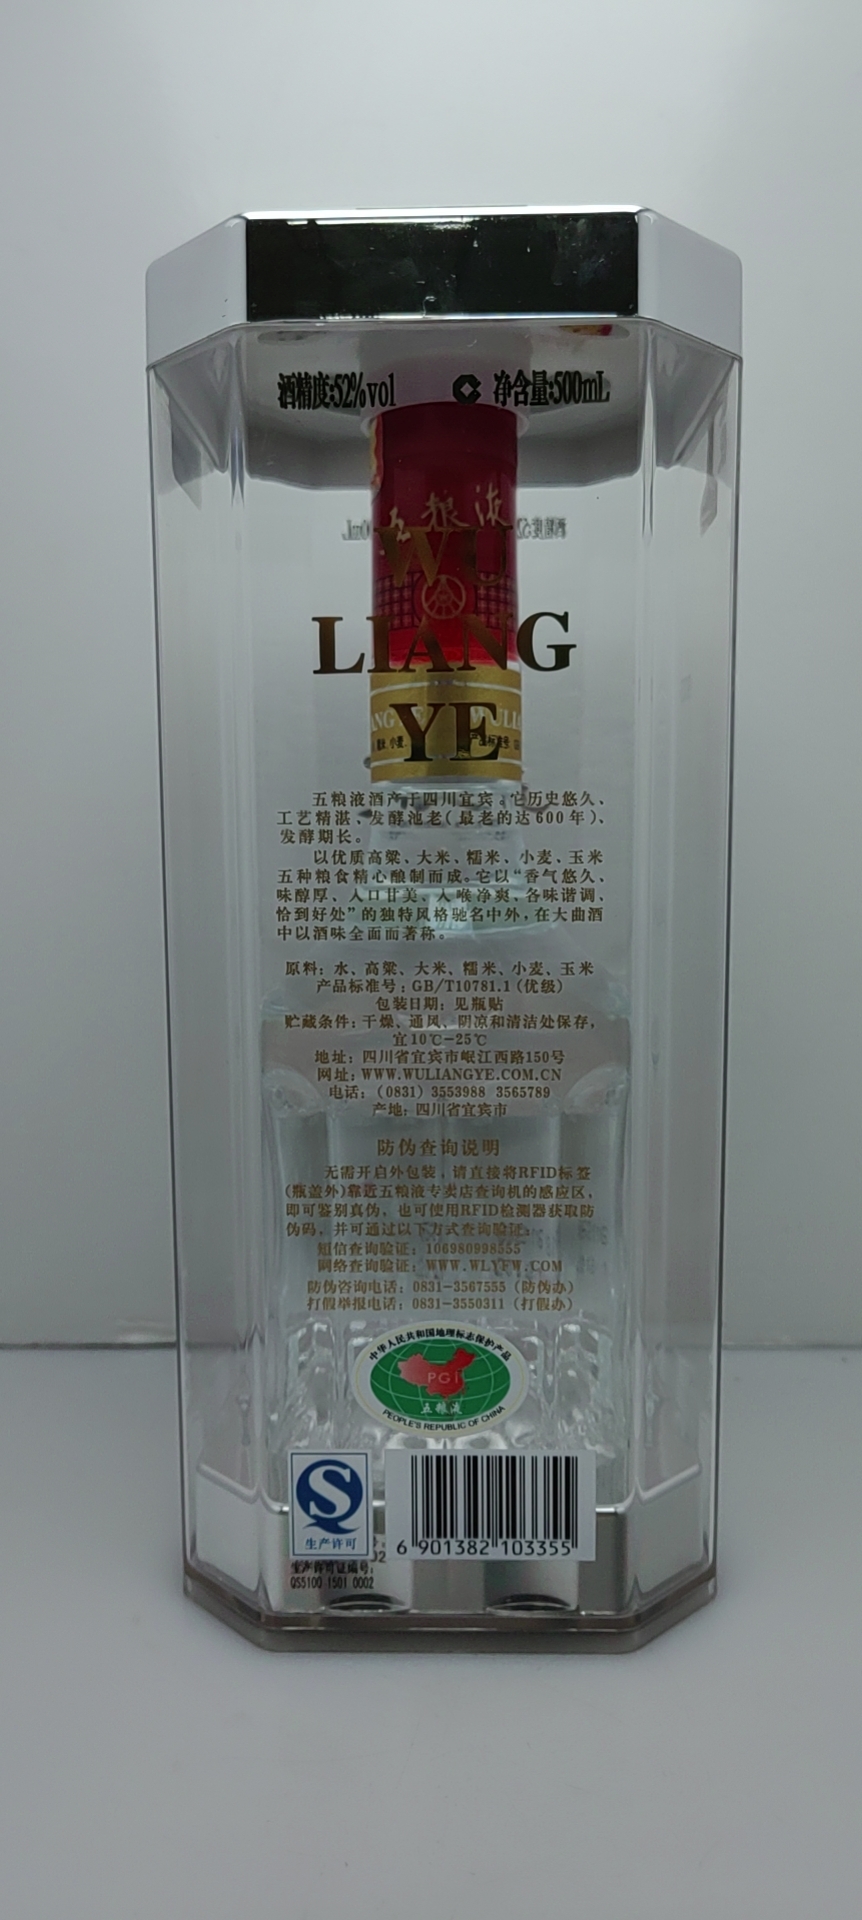 酒精度:52%vol 净含量:500mL
五粮液
WU
LIANG
YE
五粮液酒产于四川宜宾。它历史悠久、
工艺精湛、发酵池老(最老的达600年)、
发酵期长。
以优质高粱、大米、糯米、小麦、玉米
五种粮食精心酿制而成。它以“香气悠久、
味醇厚、入口甘美、入喉净爽、各味谐调、
恰到好处”的独特风格驰名中外,在大曲酒
中以酒味全面而著称。
原料: 水、高粱、大米、糯米、小麦、玉米
产品标准号: GB/T10781.1 (优级)
包装日期: 见瓶贴
贮藏条件: 干燥、通风、阴凉和清洁处保存,
宜10℃-25℃
地址: 四川省宜宾市岷江西路150号
网址: WWW.WULIANGYE.COM.CN
电话: (0831) 3553988 3565789
产地: 四川省宜宾市
防伪查询说明
无需开启外包装, 请直接将RFID标签
(瓶盖外)靠近五粮液专卖店查询机的感应区,
即可鉴别真伪, 也可使用RFID检测器获取防
伪码, 并可通过以下方式查询验证:
短信查询验证: 106980998555
网络查询验证: WWW.WLYFW.COM
防伪咨询电话: 0831-3567555 (防伪办)
打假举报电话: 0831-3550311 (打假办)
中华人民共和国地理标志保护产品
PGI
五粮液
PEOPLE'S REPUBLIC OF CHINA
生产许可
6 901382 103355
生产许可证编号:
QS5100 1501 0002